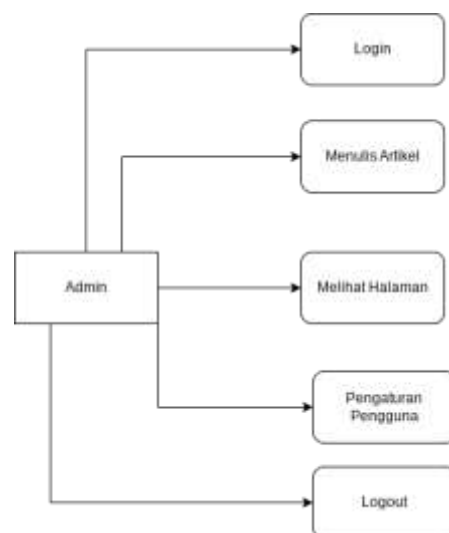 Login
Menulis Artikel
Admin
Melihat Halaman
Pengaturan
Pengguna
Logout